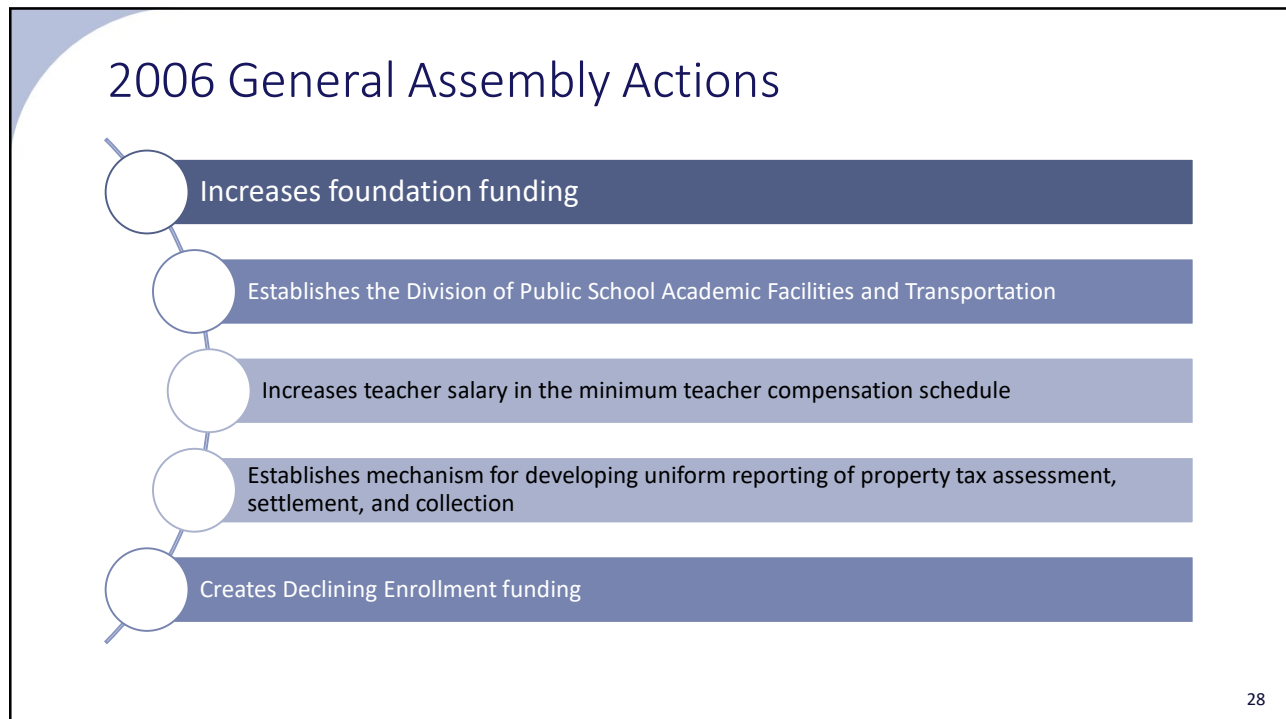 2006 General Assembly Actions
Increases foundation funding
Establishes the Division of Public School Academic Facilities and Transportation
Increases teacher salary in the minimum teacher compensation schedule
Establishes mechanism for developing uniform reporting of property tax assessment,
settlement, and collection
Creates Declining Enrollment funding
28